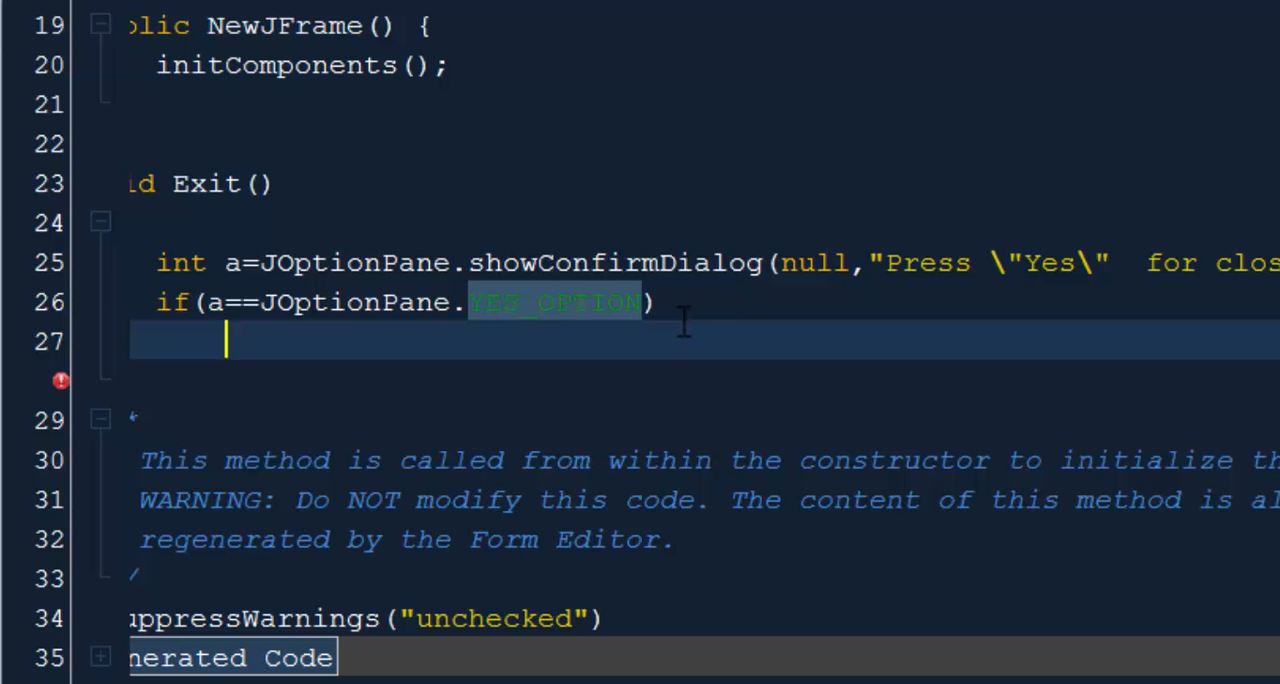 19 blic NewJFrame() {
20 initComponents();
21
22
23 id Exit()
24
25 int a=JOptionPane.showConfirmDialog(null,"Press \"Yes\"  for clos
26 if(a==JOptionPane.YES_OPTION)
27
29 *
30 This method is called from within the constructor to initialize th
31 WARNING: Do NOT modify this code. The content of this method is al
32 regenerated by the Form Editor.
33 /
34 uppressWarnings("unchecked")
35 nerated Code